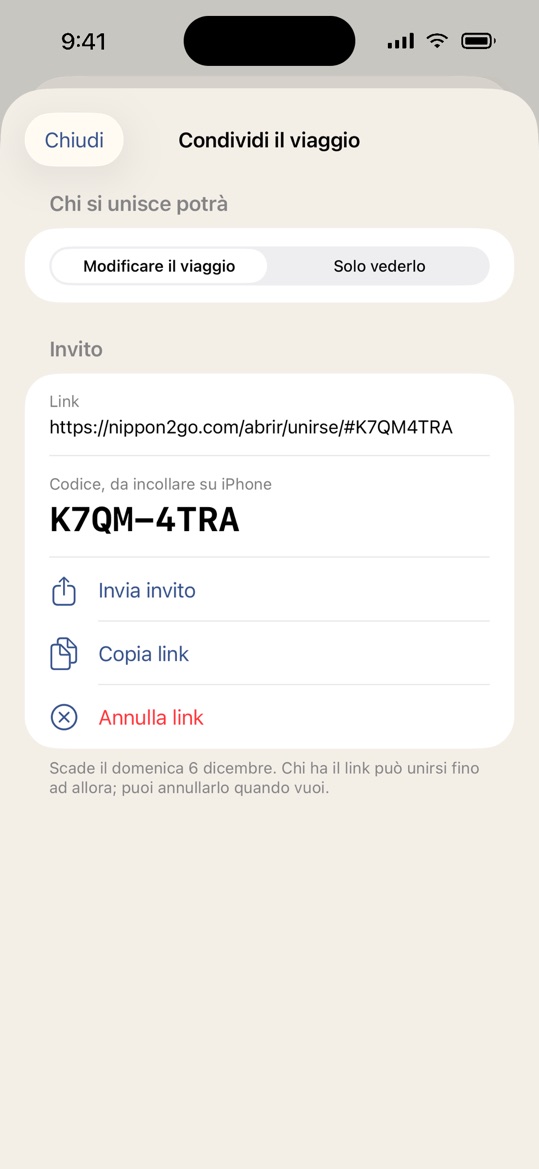 9:41
Chiudi
Condividi il viaggio
Chi si unisce potrà
Modificare il viaggio
Solo vederlo
Invito
Link
https://nippon2go.com/abrir/unirse/#K7QM4TRA
Codice, da incollare su iPhone
K7QM–4TRA
Invia invito
Copia link
Annulla link
Scade il domenica 6 dicembre. Chi ha il link può unirsi fino
ad allora; puoi annullarlo quando vuoi.